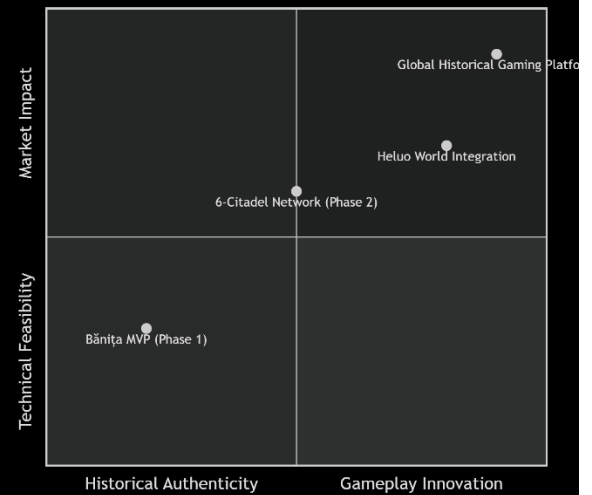 Market Impact
Global Historical Gaming Platfo
Heluo World Integration
6-Citadel Network (Phase 2)
Technical Feasibility
Bănița MVP (Phase 1)
Historical Authenticity
Gameplay Innovation